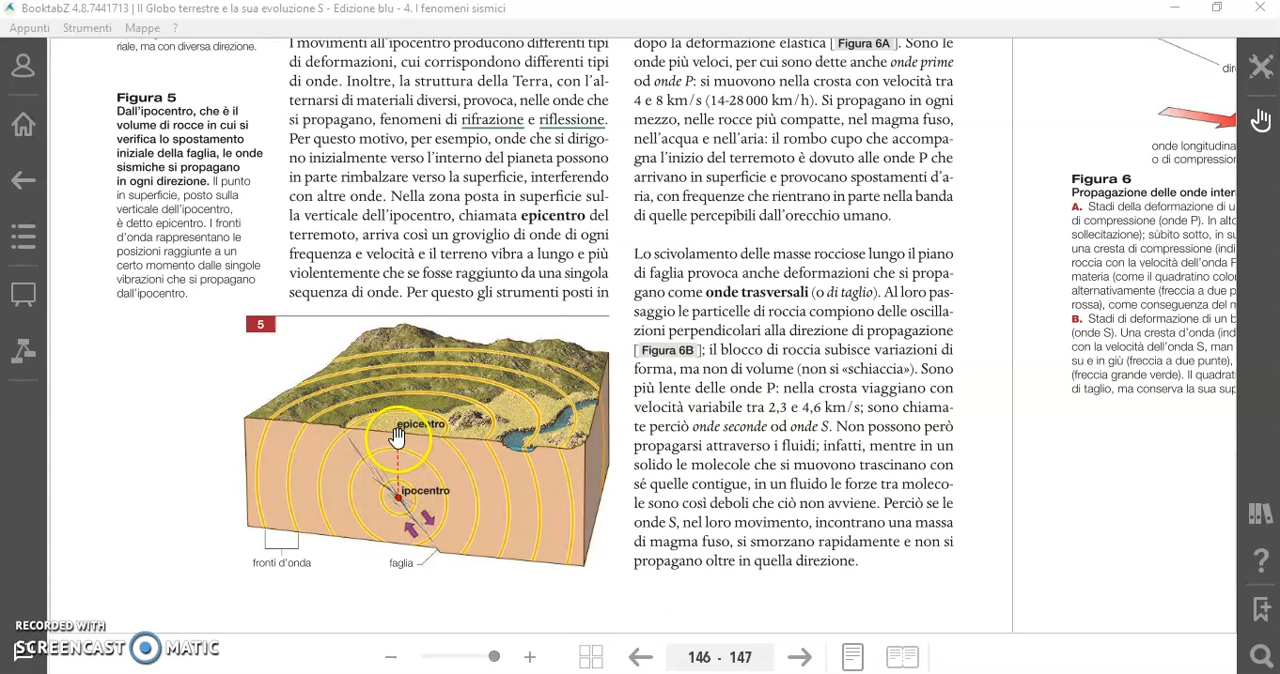 BooktabZ 4.8.7441713 | Il Globo terrestre e la sua evoluzione S - Edizione blu - 4. I fenomeni sismici
Appunti Strumenti Mappe ?
riale, ma con diversa direzione.
Figura 5
Dall'ipocentro, che è il
volume di rocce in cui si
verifica lo spostamento
iniziale della faglia, le onde
sismiche si propagano
in ogni direzione. Il punto
in superficie, posto sulla
verticale dell'ipocentro,
è detto epicentro. I fronti
d'onda rappresentano le
posizioni raggiunte a un
certo momento dalle singole
vibrazioni che si propagano
dall'ipocentro.
I movimenti all'ipocentro producono differenti tipi
di deformazioni, cui corrispondono differenti tipi
di onde. Inoltre, la struttura della Terra, con l'al-
ternarsi di materiali diversi, provoca, nelle onde che
si propagano, fenomeni di rifrazione e riflessione.
Per questo motivo, per esempio, onde che si dirigo-
no inizialmente verso l'interno del pianeta possono
in parte rimbalzare verso la superficie, interferendo
con altre onde. Nella zona posta in superficie sul-
la verticale dell'ipocentro, chiamata epicentro del
terremoto, arriva così un groviglio di onde di ogni
frequenza e velocità e il terreno vibra a lungo e più
violentemente che se fosse raggiunto da una singola
sequenza di onde. Per questo gli strumenti posti in
5
epicentro
ipocentro
fronti d'onda
faglia
dopo la deformazione elastica [Figura 6A]. Sono le
onde più veloci, per cui sono dette anche onde prime
od onde P: si muovono nella crosta con velocità tra
4 e 8 km/s (14-28 000 km/h). Si propagano in ogni
mezzo, nelle rocce più compatte, nel magma fuso,
nell'acqua e nell'aria: il rombo cupo che accompa-
gna l'inizio del terremoto è dovuto alle onde P che
arrivano in superficie e provocano spostamenti d'a-
ria, con frequenze che rientrano in parte nella banda
di quelle percepibili dall'orecchio umano.
Lo scivolamento delle masse rocciose lungo il piano
di faglia provoca anche deformazioni che si propa-
gano come onde trasversali (o di taglio). Al loro pas-
saggio le particelle di roccia compiono delle oscilla-
zioni perpendicolari alla direzione di propagazione
[Figura 6B]; il blocco di roccia subisce variazioni di
forma, ma non di volume (non si «schiaccia»). Sono
più lente delle onde P: nella crosta viaggiano con
velocità variabile tra 2,3 e 4,6 km/s; sono chiama-
te perciò onde seconde od onde S. Non possono però
propagarsi attraverso i fluidi; infatti, mentre in un
solido le molecole che si muovono trascinano con
sé quelle contigue, in un fluido le forze tra moleco-
le sono così deboli che ciò non avviene. Perciò se le
onde S, nel loro movimento, incontrano una massa
di magma fuso, si smorzano rapidamente e non si
propagano oltre in quella direzione.
dire
onde longitudina
o di compression
Figura 6
Propagazione delle onde inter
A. Stadi della deformazione di u
di compressione (onde P). In alto
sollecitazione); sùbito sotto, in su
una cresta di compressione (indi
roccia con la velocità dell'onda P
materia (come il quadratino color
alternativamente (freccia a due p
rossa), come conseguenza del m
B. Stadi di deformazione di un b
(onde S). Una cresta d'onda (ind
con la velocità dell'onda S, man
su e in giù (freccia a due punte),
(freccia grande verde). Il quadrat
di taglio, ma conserva la sua sup
RECORDED WITH
SCREENCAST MATIC
146 - 147